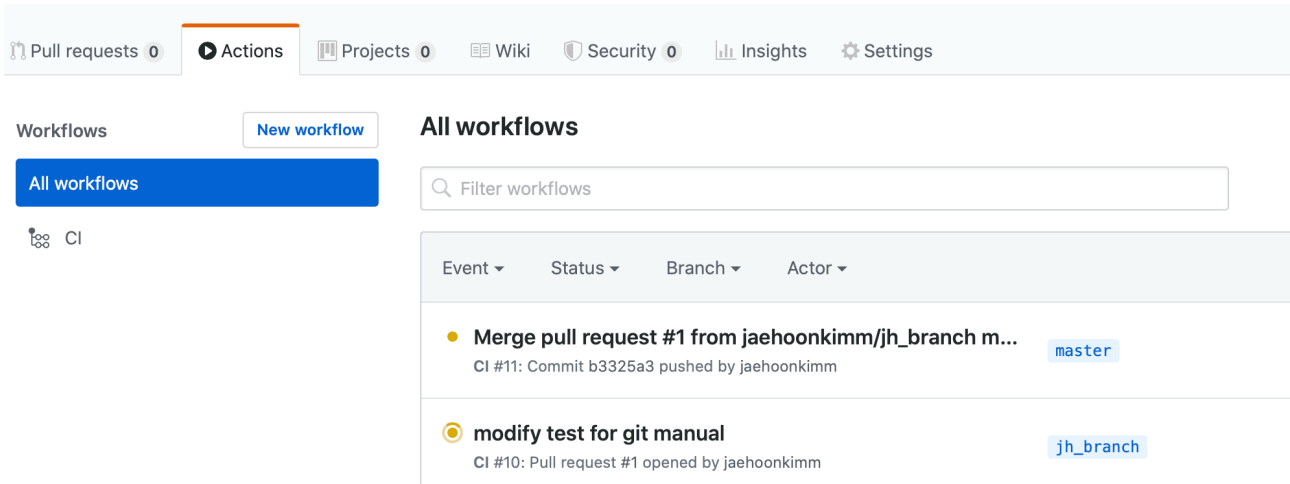 Pull requests 0 Actions Projects 0 Wiki Security 0 Insights Settings
Workflows New workflow
All workflows
CI
All workflows
Filter workflows
Event Status Branch Actor
Merge pull request #1 from jaehoonkimm/jh_branch m...
master
CI #11: Commit b3325a3 pushed by jaehoonkimm
modify test for git manual
jh_branch
CI #10: Pull request #1 opened by jaehoonkimm